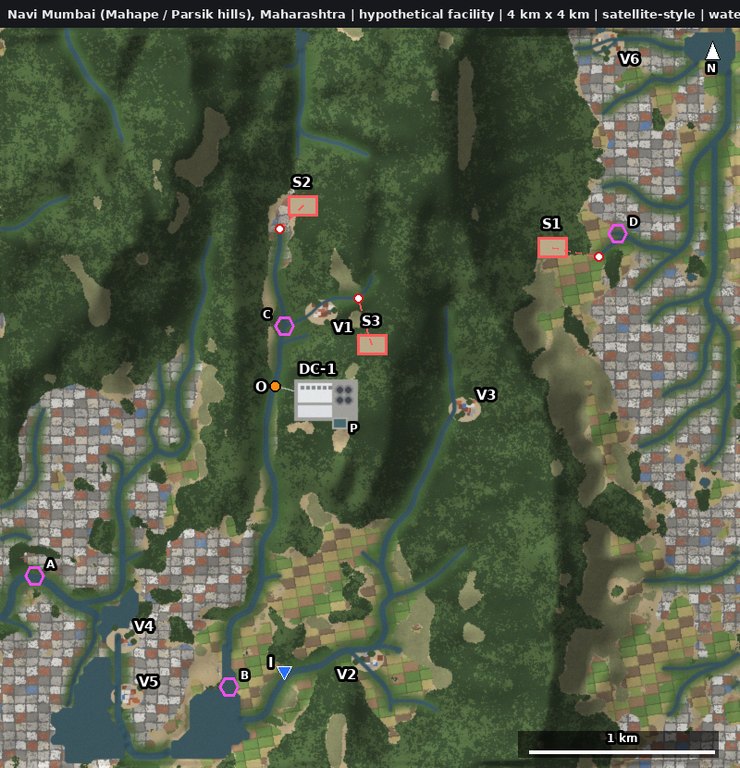 Navi Mumbai (Mahape / Parsik hills), Maharashtra | hypothetical facility | 4 km x 4 km | satellite-style | wate
V6
N
S2
S1
D
C
V1
S3
DC-1
O
V3
P
A
V4
I
B
V2
V5
1 km